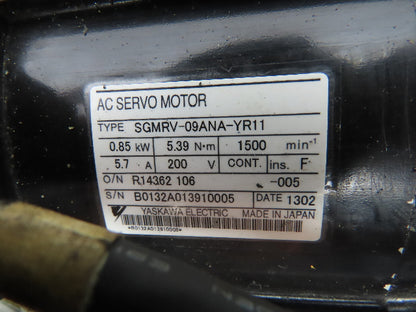 AC SERVO MOTOR
TYPE SGMRV-09ANA-YR11
0.85 kW 5.39 N·m 1500 min⁻¹
5.7 A 200 V CONT. ins. F
O/N R14362 106 -005
S/N B0132A013910005 DATE 1302
YASKAWA ELECTRIC MADE IN JAPAN
*B0132A013910005*